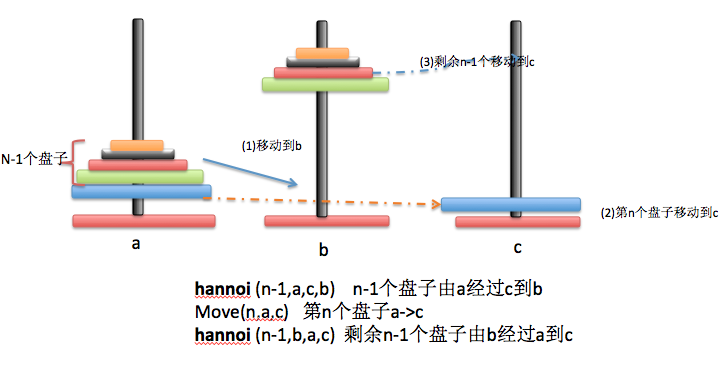 (3)剩余n-1个移动到c
N-1个盘子
(1)移动到b
(2)第n个盘子移动到c
a
b
c
hannoi (n-1,a,c,b) n-1个盘子由a经过c到b
Move(n,a,c) 第n个盘子a->c
hannoi (n-1,b,a,c) 剩余n-1个盘子由b经过a到c